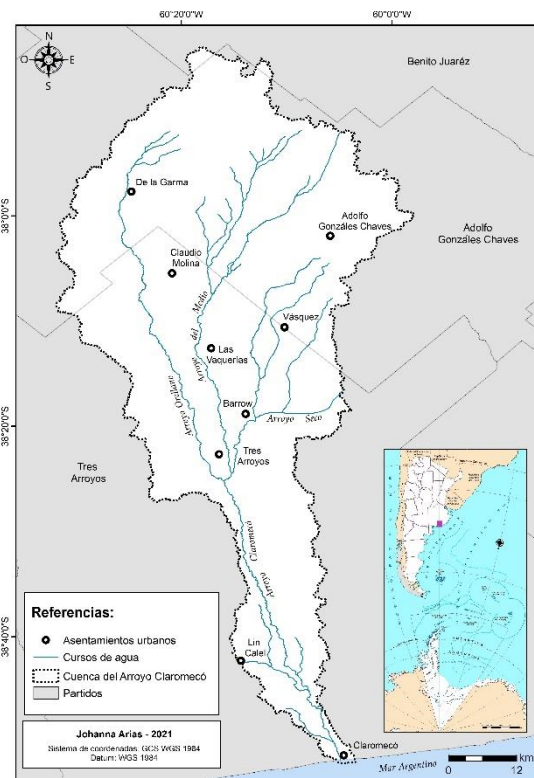 60°20'0"O
60°0'0"O
N
O
E
S
Benito Juaréz
De la Garma
38°0'0"S
Adolfo
Gonzáles Chaves
Adolfo
Gonzáles Chaves
Claudio
Molina
Arroyo del Medio
Vásquez
Las
Vaquerías
Arroyo Orellano
Barrow
Arroyo Seco
38°20'0"S
Tres
Arroyos
Tres
Arroyos
Arroyo Claromecó
38°40'0"S
Lin
Calel
Claromecó
Mar Argentino
Referencias:
Asentamientos urbanos
Cursos de agua
Cuenca del Arroyo Claromecó
Partidos
Johanna Arias - 2021
Sistema de coordenadas: GCS WGS 1984
Datum: WGS 1984
km
0
12